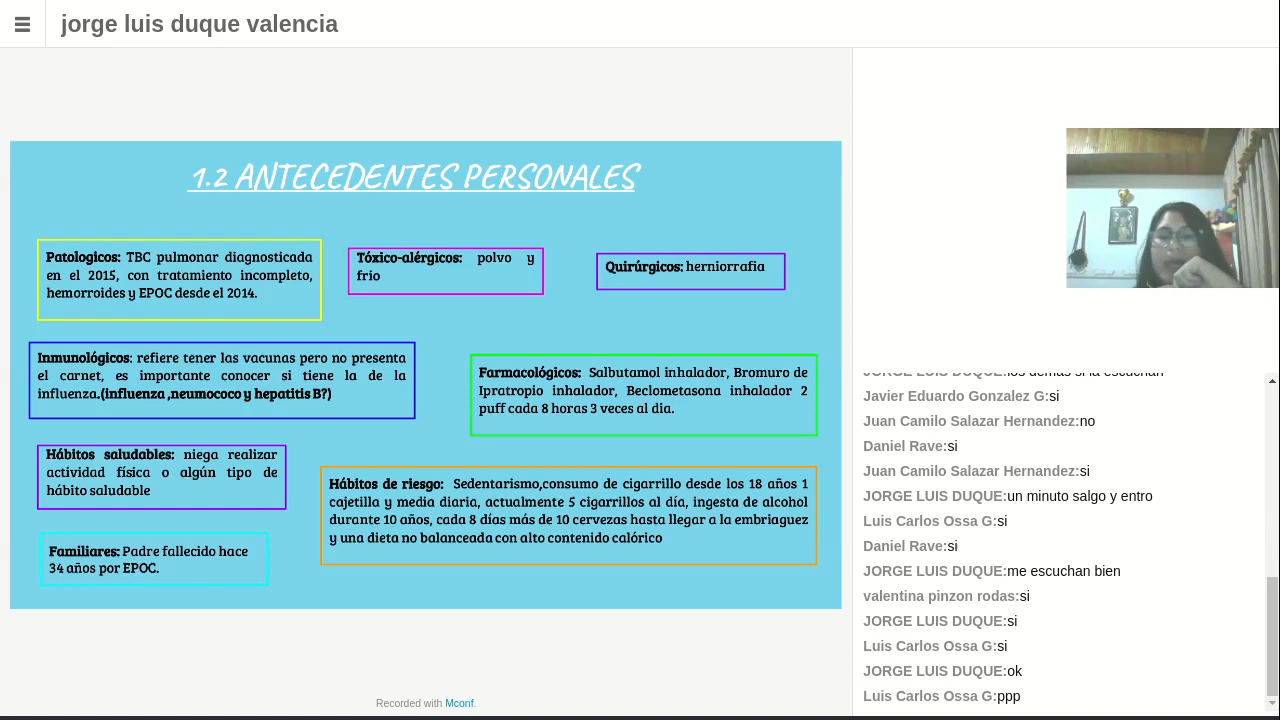 jorge luis duque valencia
1.2 ANTECEDENTES PERSONALES
Patologicos: TBC pulmonar diagnosticada
en el 2015, con tratamiento incompleto,
hemorroides y EPOC desde el 2014.
Tóxico-alérgicos: polvo y
frio
Quirúrgicos: herniorrafia
Inmunológicos: refiere tener las vacunas pero no presenta
el carnet, es importante conocer si tiene la de la
influenza.(influenza ,neumococo y hepatitis B?)
Farmacológicos: Salbutamol inhalador, Bromuro de
Ipratropio inhalador, Beclometasona inhalador 2
puff cada 8 horas 3 veces al dia.
Hábitos saludables: niega realizar
actividad física o algún tipo de
hábito saludable
Hábitos de riesgo: Sedentarismo,consumo de cigarrillo desde los 18 años 1
cajetilla y media diaria, actualmente 5 cigarrillos al día, ingesta de alcohol
durante 10 años, cada 8 días más de 10 cervezas hasta llegar a la embriaguez
y una dieta no balanceada con alto contenido calórico
Familiares: Padre fallecido hace
34 años por EPOC.
Recorded with Mconf.
JORGE LUIS DUQUE:los demas si la escuchan
Javier Eduardo Gonzalez G:si
Juan Camilo Salazar Hernandez:no
Daniel Rave:si
Juan Camilo Salazar Hernandez:si
JORGE LUIS DUQUE:un minuto salgo y entro
Luis Carlos Ossa G:si
Daniel Rave:si
JORGE LUIS DUQUE:me escuchan bien
valentina pinzon rodas:si
JORGE LUIS DUQUE:si
Luis Carlos Ossa G:si
JORGE LUIS DUQUE:ok
Luis Carlos Ossa G:ppp